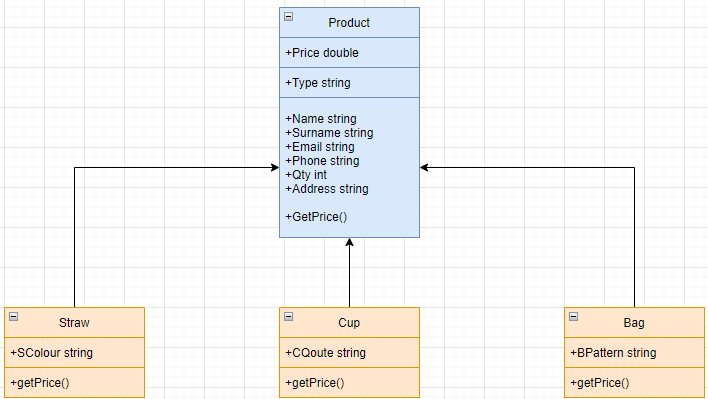 Product
+Price double
+Type string
+Name string
+Surname string
+Email string
+Phone string
+Qty int
+Address string
+GetPrice()
Straw
+SColour string
+getPrice()
Cup
+CQoute string
+getPrice()
Bag
+BPattern string
+getPrice()